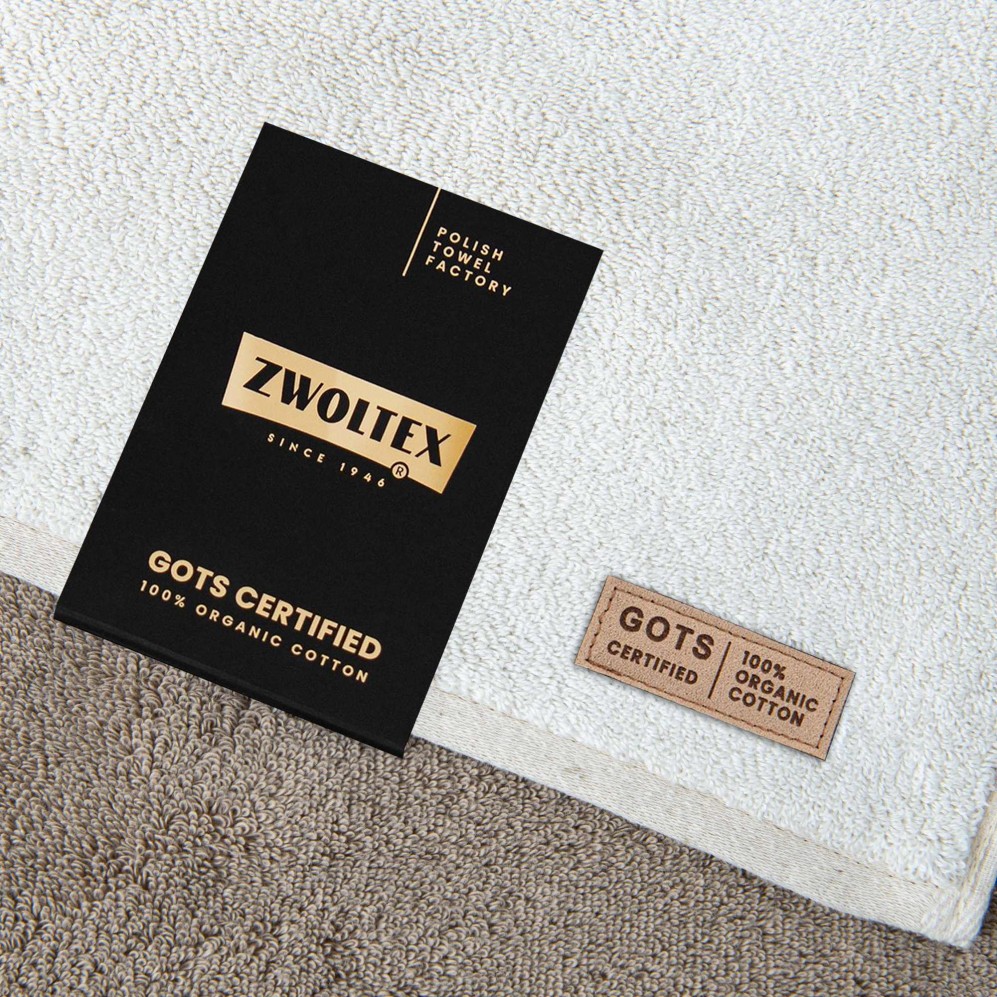 POLISH
TOWEL
FACTORY
ZWOLTEX
SINCE 1946 ®
GOTS CERTIFIED
100% ORGANIC COTTON
GOTS
CERTIFIED
100%
ORGANIC
COTTON